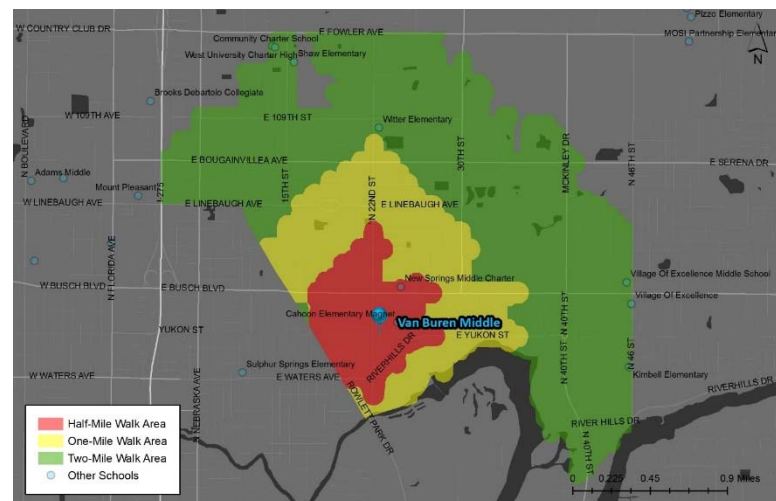 Pizzo Elementary
W COUNTRY CLUB DR
E FOWLER AVE
MOSI Partnership Elementar
Community Charter School
West University Charter High
Shaw Elementary
N
Brooks Debartolo Collegiate
W 109TH AVE
E 109TH ST
Witter Elementary
N BOULEVARD
I-275
15TH ST
30TH ST
MCKINLEY DR
N 46TH ST
E BOUGAINVILLEA AVE
E SERENA DR
Adams Middle
Mount Pleasant
N 22ND ST
W LINEBAUGH AVE
E LINEBAUGH AVE
E LINEBAUGH AVE
N FLORIDA AVE
New Springs Middle Charter
Village Of Excellence Middle School
W BUSCH BLVD
E BUSCH BLVD
Village Of Excellence
Cahoon Elementary Magnet
Van Buren Middle
YUKON ST
E YUKON ST
N 40TH ST
N 40TH ST
N 46 ST
Sulphur Springs Elementary
RIVERHILLS DR
Kimbell Elementary
W WATERS AVE
E WATERS AVE
N NEBRASKA AVE
ROWLETT PARK DR
RIVERHILLS DR
RIVER HILLS DR
N 40TH ST
Half-Mile Walk Area
One-Mile Walk Area
Two-Mile Walk Area
Other Schools
0 0.225 0.45 0.9 Miles